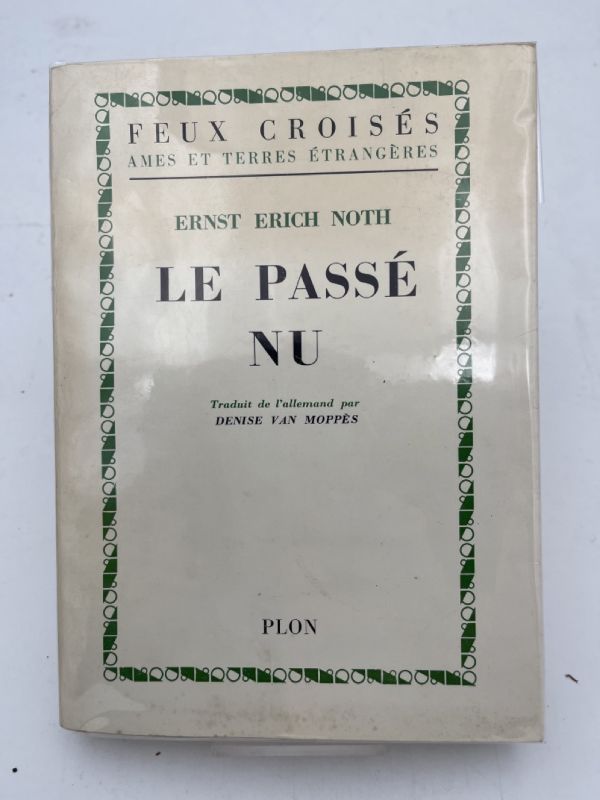 FEUX CROISÉS
AMES ET TERRES ÉTRANGÈRES
ERNST ERICH NOTH
LE PASSÉ
NU
Traduit de l'allemand par
DENISE VAN MOPPÈS
PLON